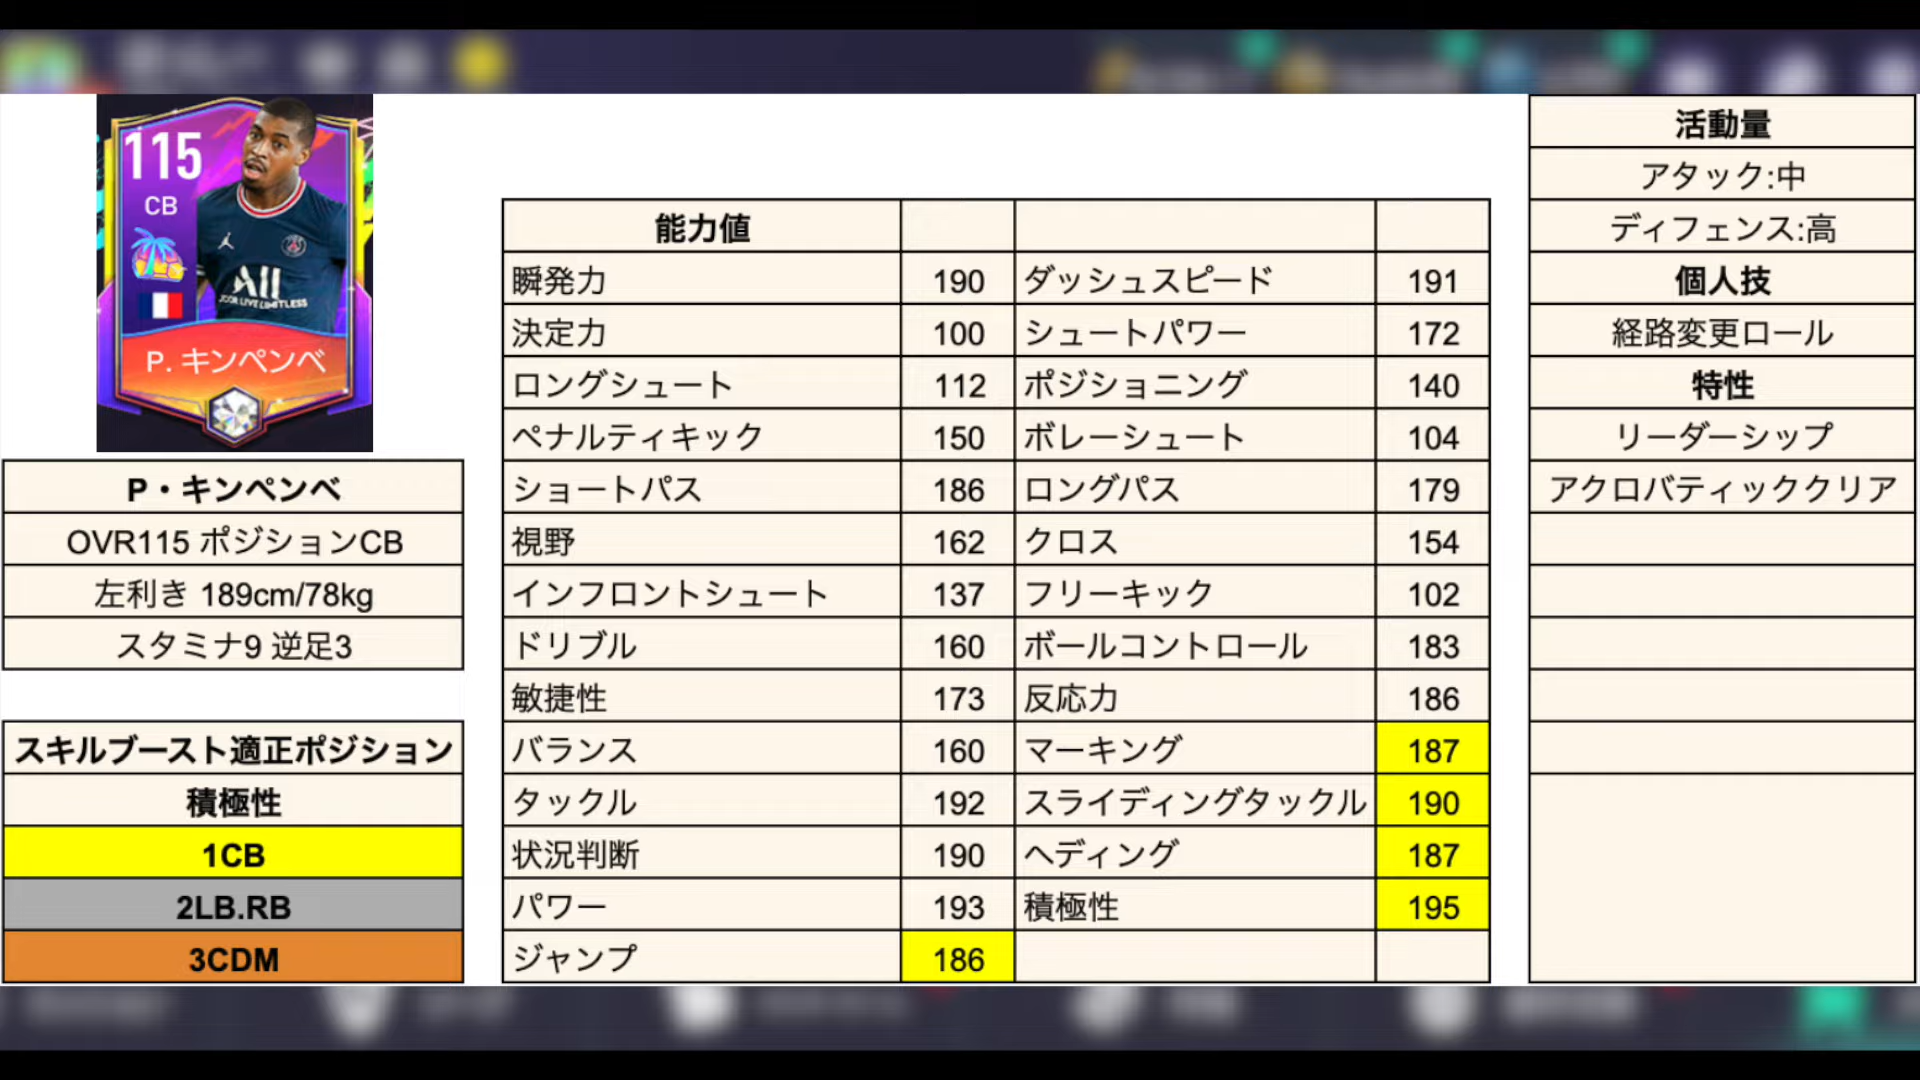 115
CB
ALL
P. キンペンベ
P・キンペンベ
OVR115 ポジションCB
左利き 189cm/78kg
スタミナ9 逆足3
スキルブースト適正ポジション
積極性
1CB
2LB.RB
3CDM
能力値
瞬発力 190 ダッシュスピード 191
決定力 100 シュートパワー 172
ロングシュート 112 ポジショニング 140
ペナルティキック 150 ボレーシュート 104
ショートパス 186 ロングパス 179
視野 162 クロス 154
インフロントシュート 137 フリーキック 102
ドリブル 160 ボールコントロール 183
敏捷性 173 反応力 186
バランス 160 マーキング 187
タックル 192 スライディングタックル 190
状況判断 190 ヘディング 187
パワー 193 積極性 195
ジャンプ 186
活動量
アタック:中
ディフェンス:高
個人技
経路変更ロール
特性
リーダーシップ
アクロバティッククリア